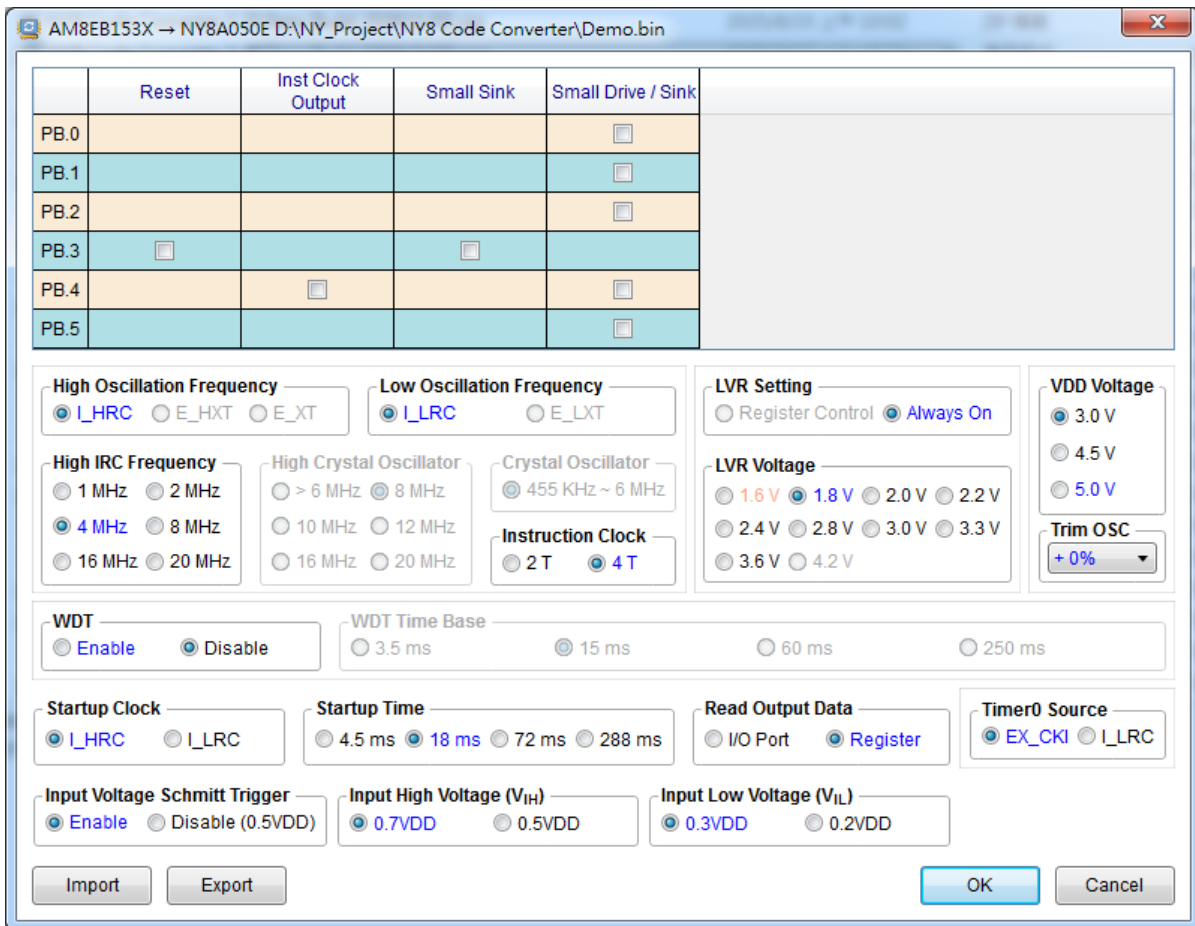 AM8EB153X → NY8A050E D:\NY_Project\NY8 Code Converter\Demo.bin
Reset Inst Clock Output Small Sink Small Drive / Sink
PB.0
PB.1
PB.2
PB.3
PB.4
PB.5
High Oscillation Frequency
I_HRC E_HXT E_XT
Low Oscillation Frequency
I_LRC E_LXT
LVR Setting
Register Control Always On
VDD Voltage
3.0 V
4.5 V
5.0 V
High IRC Frequency
1 MHz 2 MHz
4 MHz 8 MHz
16 MHz 20 MHz
High Crystal Oscillator
> 6 MHz 8 MHz
10 MHz 12 MHz
16 MHz 20 MHz
Crystal Oscillator
455 KHz ~ 6 MHz
Instruction Clock
2 T 4 T
LVR Voltage
1.6 V 1.8 V 2.0 V 2.2 V
2.4 V 2.8 V 3.0 V 3.3 V
3.6 V 4.2 V
Trim OSC
+ 0%
WDT
Enable Disable
WDT Time Base
3.5 ms 15 ms 60 ms 250 ms
Startup Clock
I_HRC I_LRC
Startup Time
4.5 ms 18 ms 72 ms 288 ms
Read Output Data
I/O Port Register
Timer0 Source
EX_CKI I_LRC
Input Voltage Schmitt Trigger
Enable Disable (0.5VDD)
Input High Voltage (VIH)
0.7VDD 0.5VDD
Input Low Voltage (VIL)
0.3VDD 0.2VDD
Import Export OK Cancel